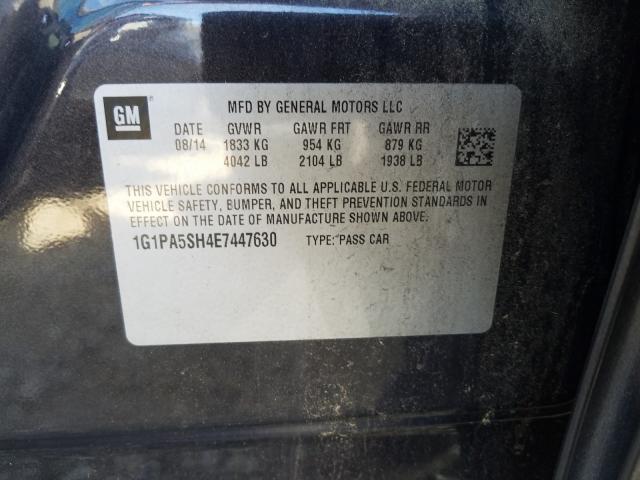 GM
MFD BY GENERAL MOTORS LLC
DATE GVWR GAWR FRT GAWR RR
08/14 1833 KG 954 KG 879 KG
4042 LB 2104 LB 1938 LB
THIS VEHICLE CONFORMS TO ALL APPLICABLE U.S. FEDERAL MOTOR
VEHICLE SAFETY, BUMPER, AND THEFT PREVENTION STANDARDS
IN EFFECT ON THE DATE OF MANUFACTURE SHOWN ABOVE.
1G1PA5SH4E7447630 TYPE: PASS CAR